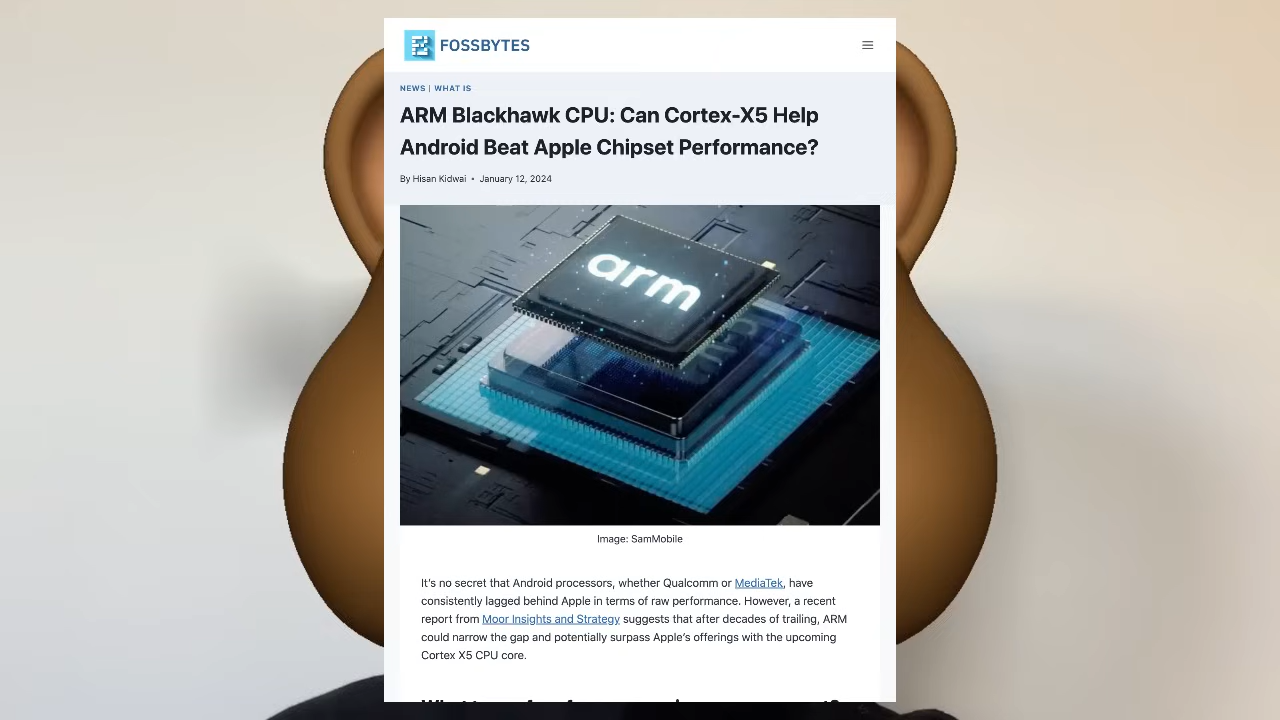 FOSSBYTES
NEWS | WHAT IS
ARM Blackhawk CPU: Can Cortex-X5 Help
Android Beat Apple Chipset Performance?
By Hisan Kidwai • January 12, 2024
arm
Image: SamMobile
It's no secret that Android processors, whether Qualcomm or MediaTek, have
consistently lagged behind Apple in terms of raw performance. However, a recent
report from Moor Insights and Strategy suggests that after decades of trailing, ARM
could narrow the gap and potentially surpass Apple's offerings with the upcoming
Cortex X5 CPU core.